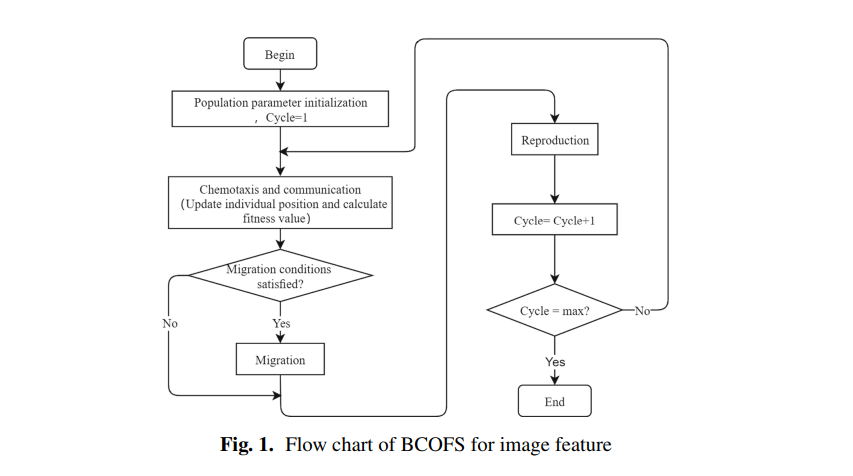 Begin
Population parameter initialization
, Cycle=1
Chemotaxis and communication
(Update individual position and calculate
fitness value)
Migration conditions
satisfied?
No
Yes
Migration
Reproduction
Cycle= Cycle+1
Cycle = max?
No
Yes
End
Fig. 1. Flow chart of BCOFS for image feature